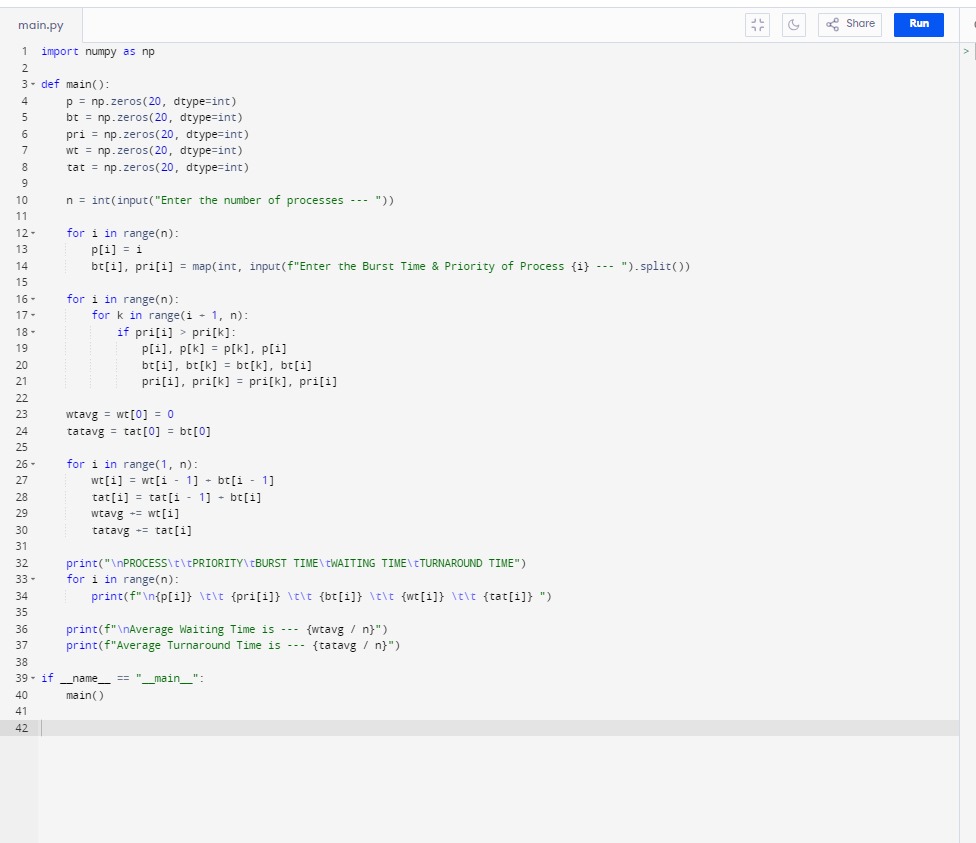 main.py
Share
Run
>
1 import numpy as np
2
3 def main():
4     p = np.zeros(20, dtype=int)
5     bt = np.zeros(20, dtype=int)
6     pri = np.zeros(20, dtype=int)
7     wt = np.zeros(20, dtype=int)
8     tat = np.zeros(20, dtype=int)
9
10     n = int(input("Enter the number of processes --- "))
11
12     for i in range(n):
13         p[i] = i
14         bt[i], pri[i] = map(int, input(f"Enter the Burst Time & Priority of Process {i} --- ").split())
15
16     for i in range(n):
17         for k in range(i + 1, n):
18             if pri[i] > pri[k]:
19                 p[i], p[k] = p[k], p[i]
20                 bt[i], bt[k] = bt[k], bt[i]
21                 pri[i], pri[k] = pri[k], pri[i]
22
23     wtavg = wt[0] = 0
24     tatavg = tat[0] = bt[0]
25
26     for i in range(1, n):
27         wt[i] = wt[i - 1] + bt[i - 1]
28         tat[i] = tat[i - 1] + bt[i]
29         wtavg += wt[i]
30         tatavg += tat[i]
31
32     print("\nPROCESS\t\tPRIORITY\tBURST TIME\tWAITING TIME\tTURNAROUND TIME")
33     for i in range(n):
34         print(f"\n{p[i]} \t\t {pri[i]} \t\t {bt[i]} \t\t {wt[i]} \t\t {tat[i]} ")
35
36     print(f"\nAverage Waiting Time is --- {wtavg / n}")
37     print(f"Average Turnaround Time is --- {tatavg / n}")
38
39 if __name__ == "__main__":
40     main()
41
42